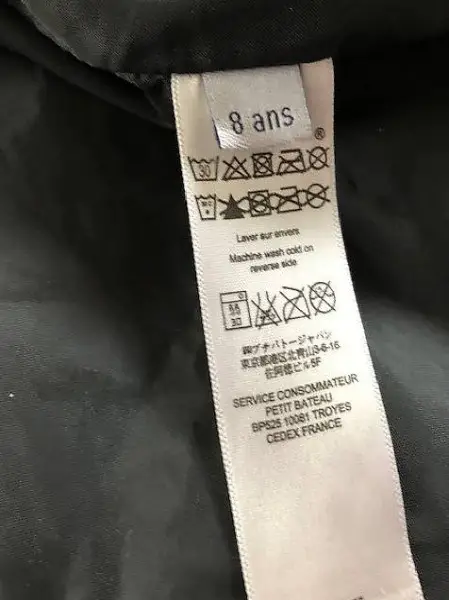 8 ans
®
30
Laver sur envers
Machine wash cold on
reverse side
30
㈱プチバトージャパン
東京都港区北青山3-6-16
SERVICE CONSOMMATEUR
PETIT BATEAU
BP525 10081 TROYES
CEDEX FRANCE